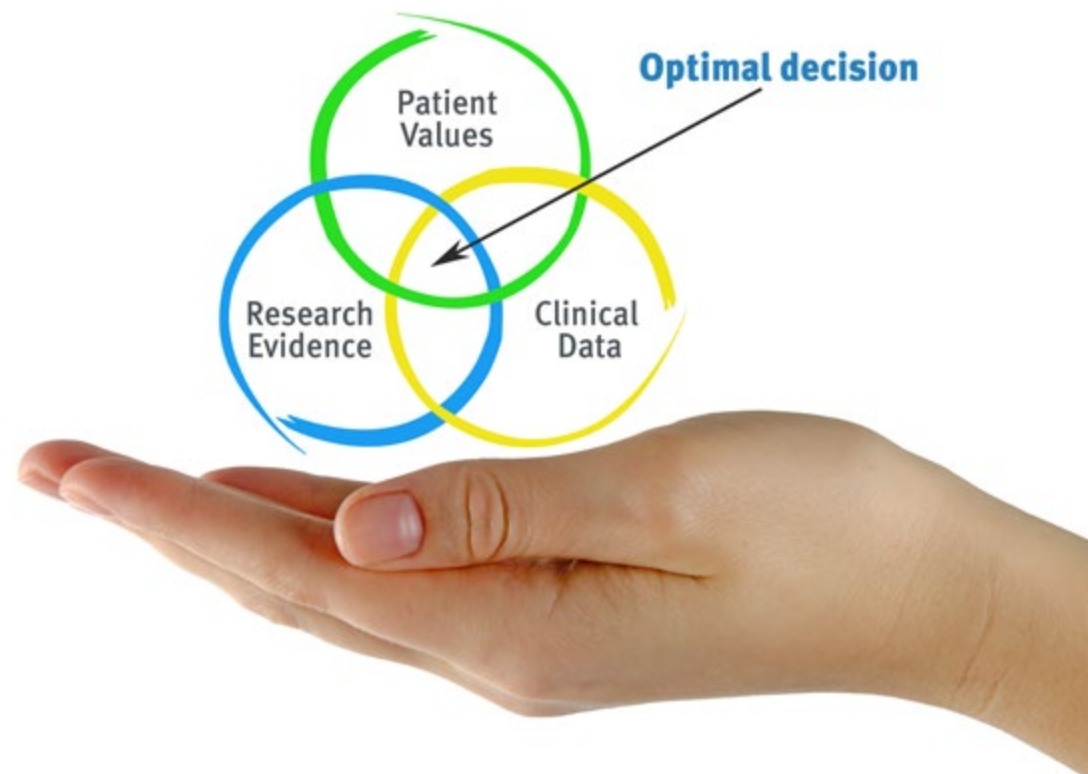 Optimal decision
Patient
Values
Research
Evidence
Clinical
Data